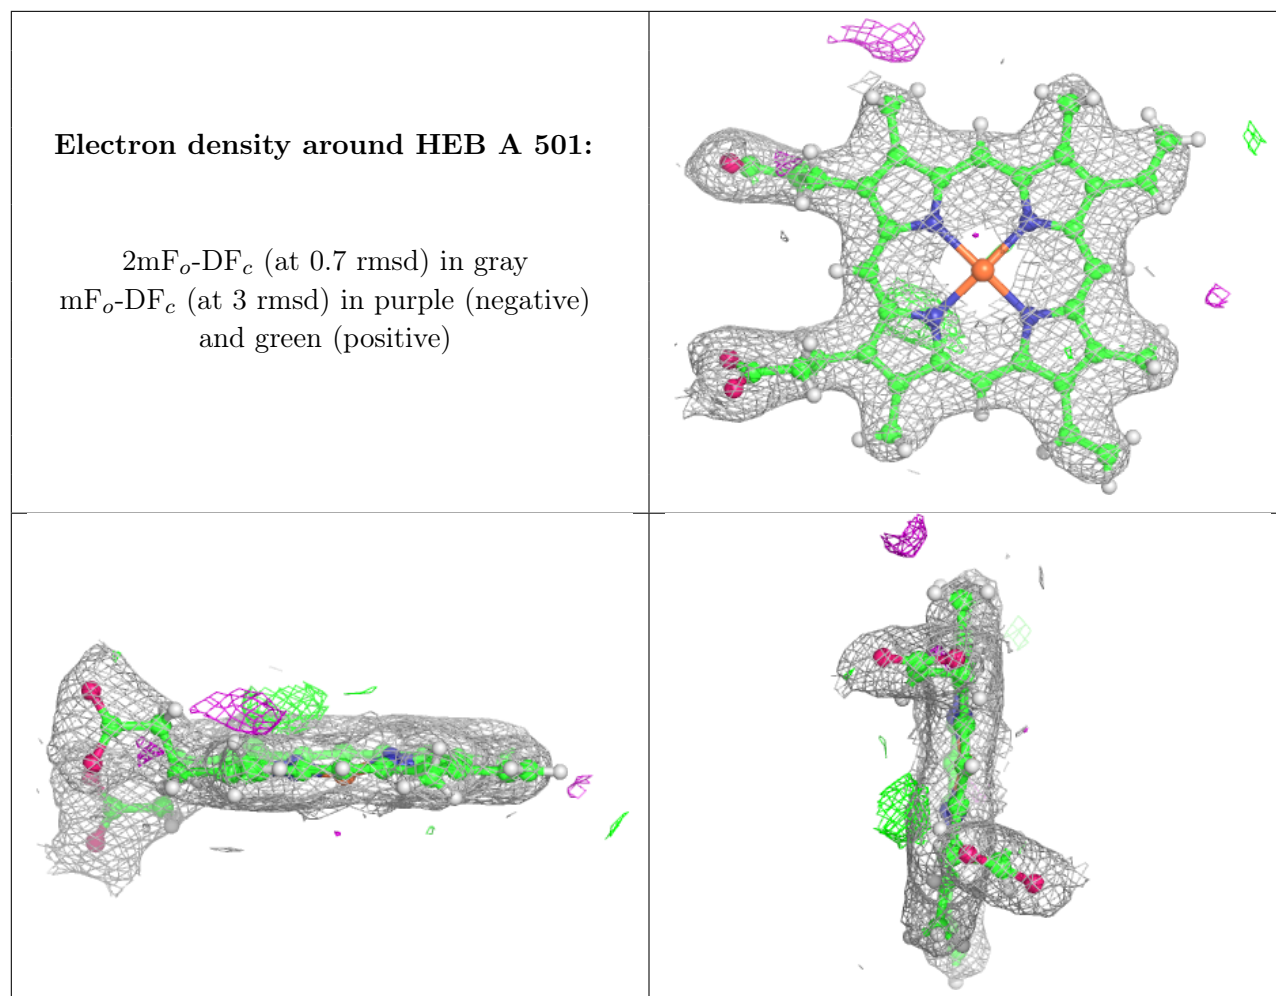 Electron density around HEB A 501:
2mFo-DFc (at 0.7 rmsd) in gray
mFo-DFc (at 3 rmsd) in purple (negative)
and green (positive)